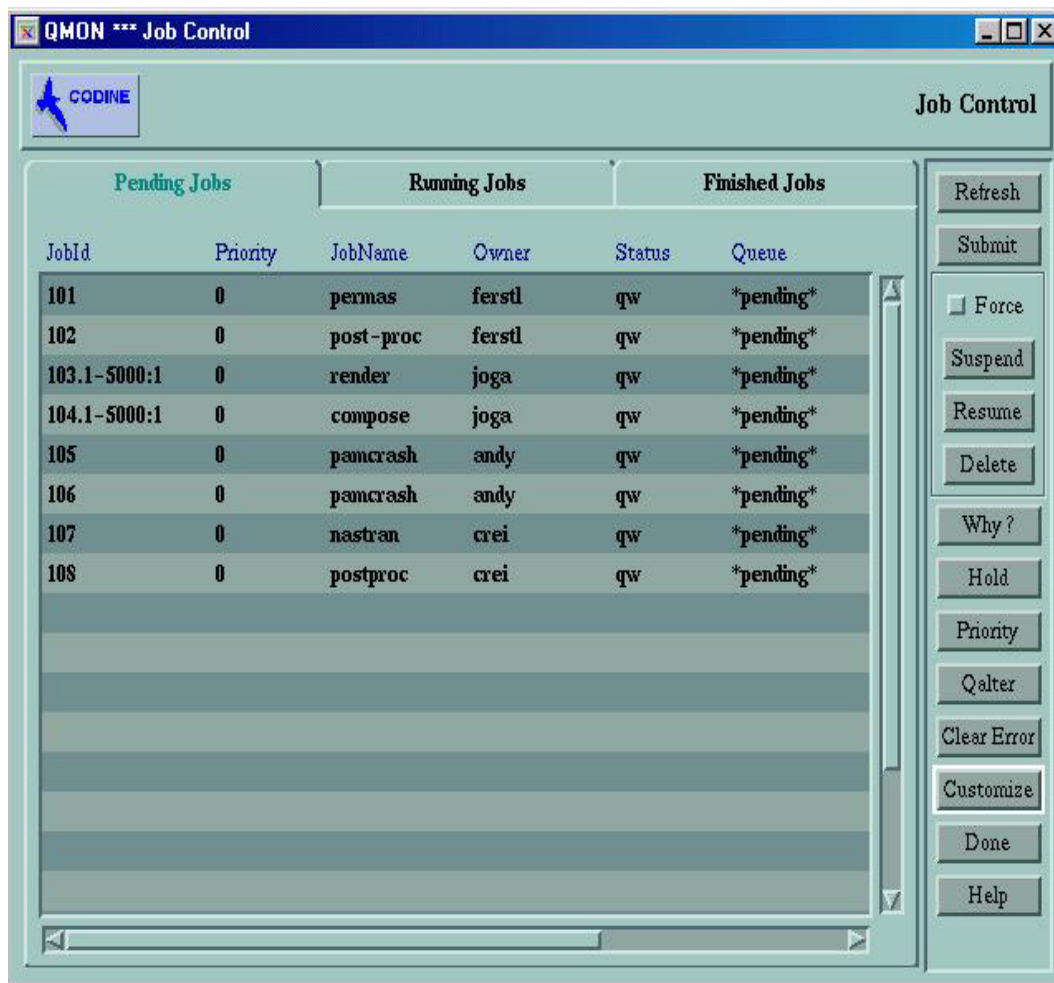 QMON *** Job Control
CODINE
Job Control
Pending Jobs Running Jobs Finished Jobs
JobId Priority JobName Owner Status Queue
101 0 permas ferstl qw *pending*
102 0 post-proc ferstl qw *pending*
103.1-5000:1 0 render joga qw *pending*
104.1-5000:1 0 compose joga qw *pending*
105 0 pamcrash andy qw *pending*
106 0 pamcrash andy qw *pending*
107 0 nastran crei qw *pending*
108 0 postproc crei qw *pending*
Refresh
Submit
Force
Suspend
Resume
Delete
Why?
Hold
Priority
Qalter
Clear Error
Customize
Done
Help